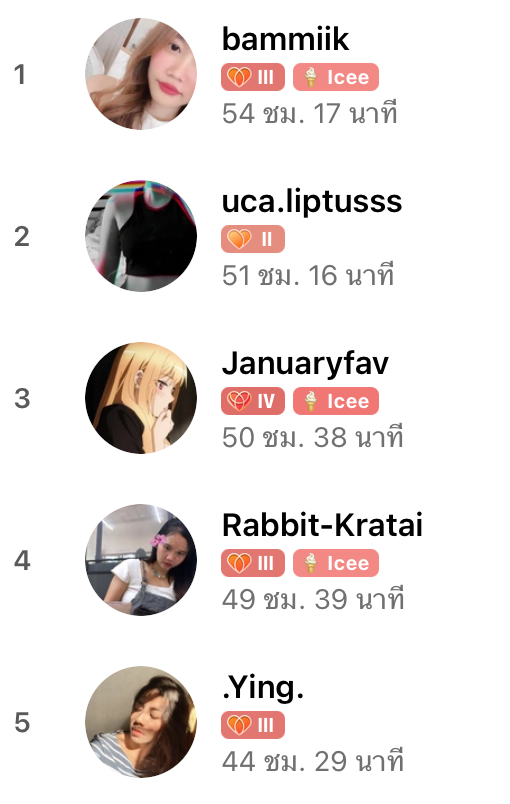 1
bammiik
III Icee
54 ชม. 17 นาที
2
uca.liptusss
II
51 ชม. 16 นาที
3
Januaryfav
IV Icee
50 ชม. 38 นาที
4
Rabbit-Kratai
III Icee
49 ชม. 39 นาที
5
.Ying.
III
44 ชม. 29 นาที